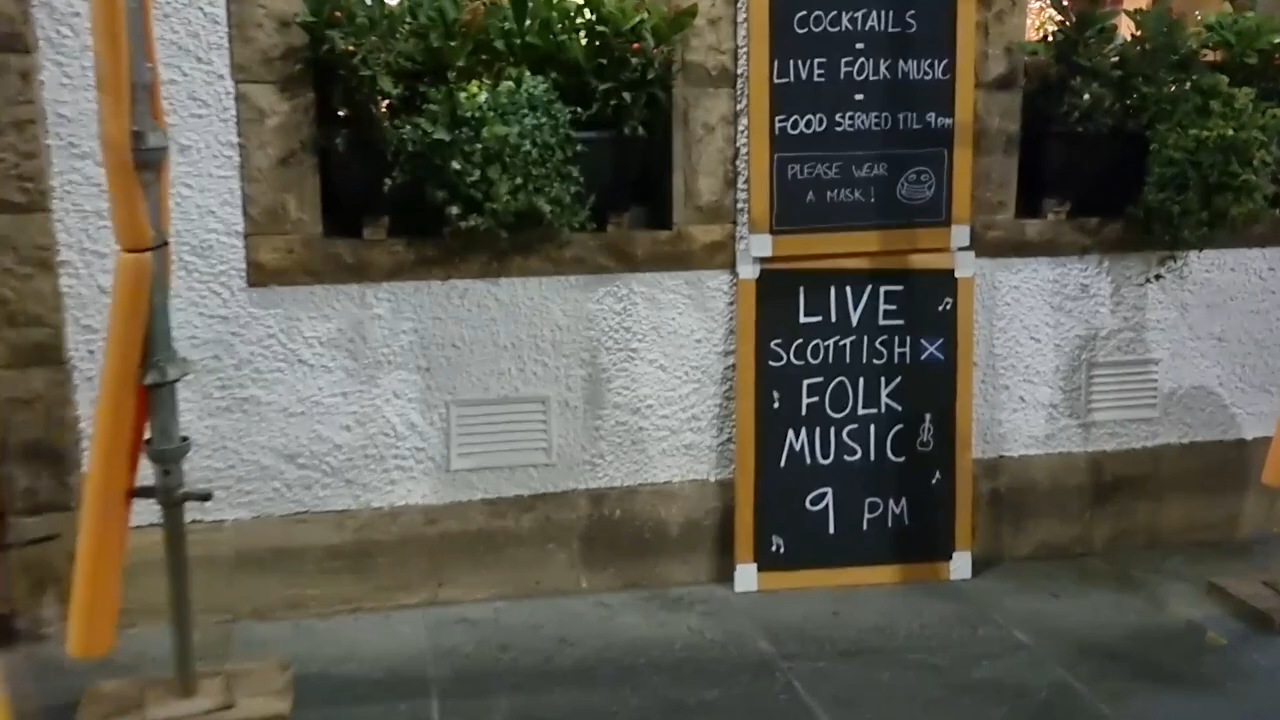 COCKTAILS
-
LIVE FOLK MUSIC
-
FOOD SERVED TIL 9PM
PLEASE WEAR
A MASK!
LIVE
SCOTTISH
FOLK
MUSIC
9 PM